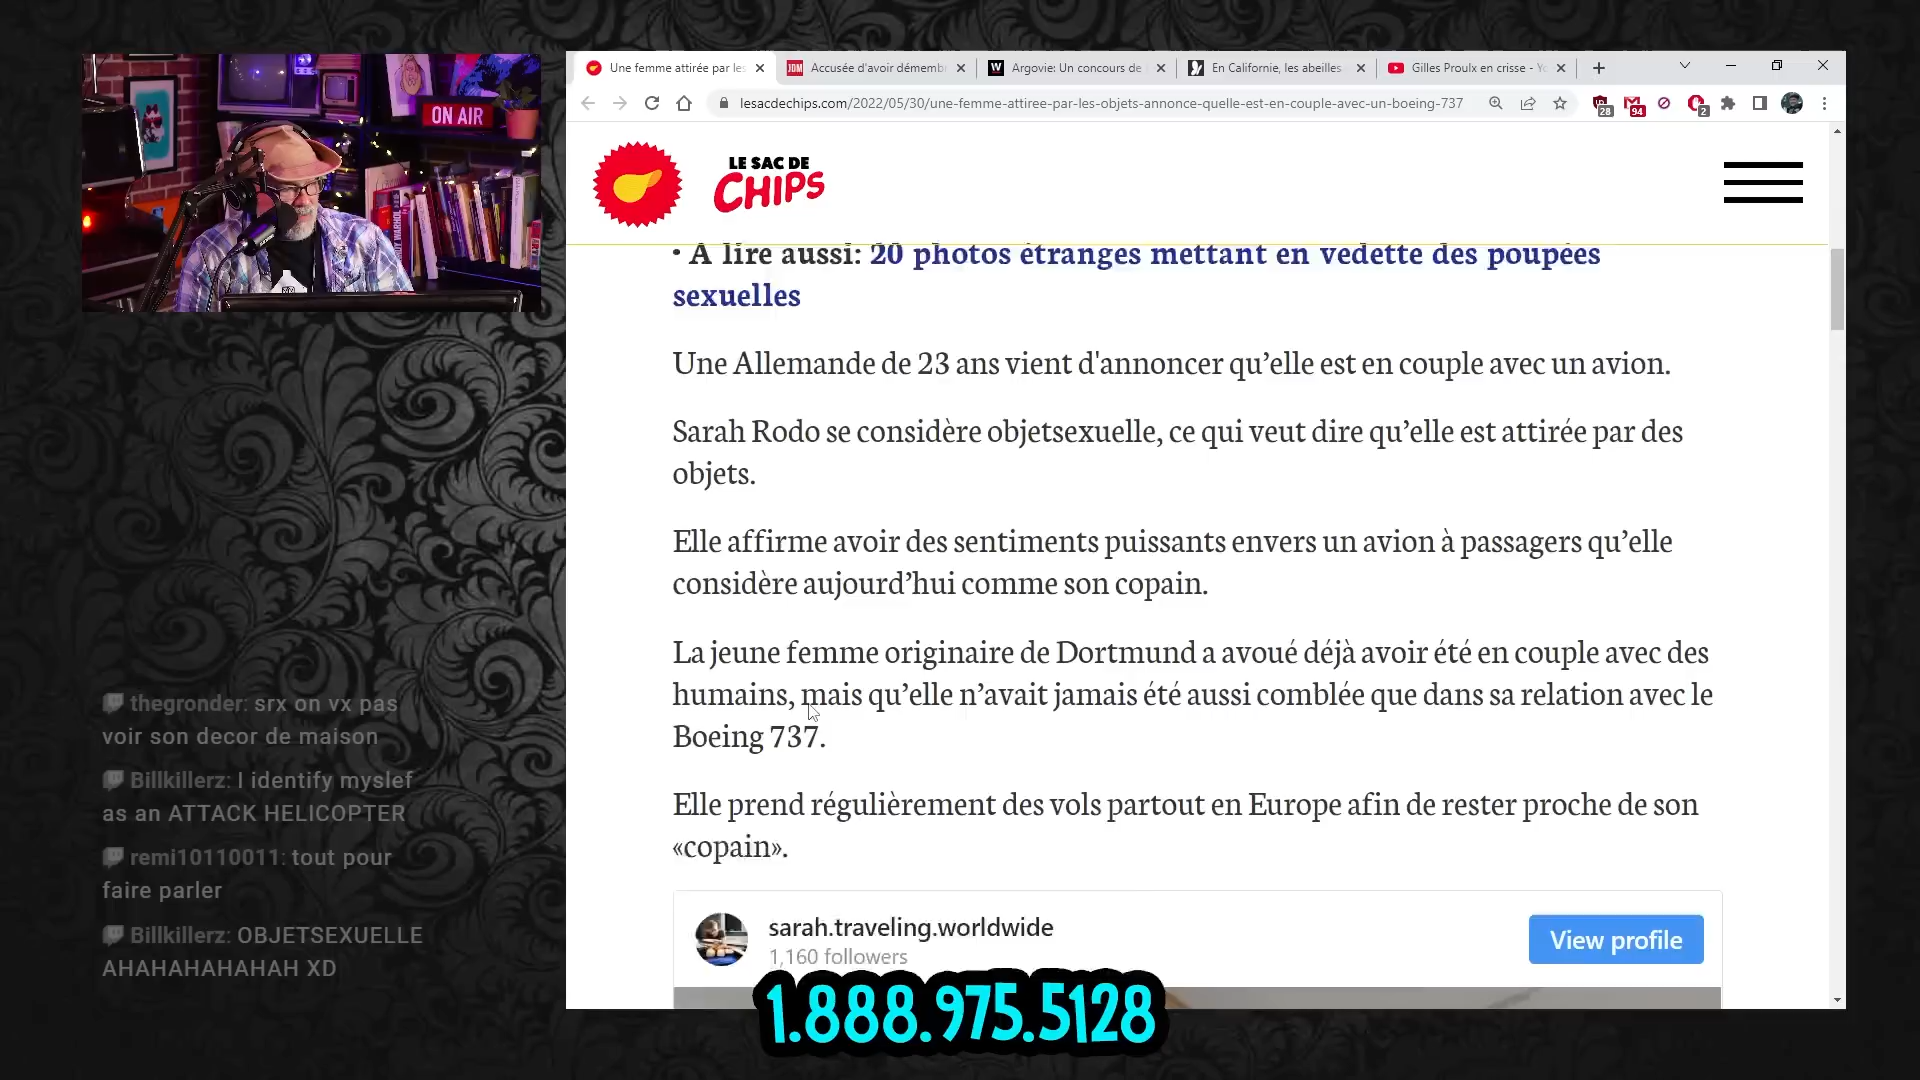 ON AIR
Une femme attirée par les
Accusée d'avoir démemb
Argovie: Un concours de
En Californie, les abeilles
Gilles Proulx en crisse - Yo
lesacdechips.com/2022/05/30/une-femme-attiree-par-les-objets-annonce-quelle-est-en-couple-avec-un-boeing-737
28
94
2
LE SAC DE
CHIPS
• À lire aussi: 20 photos étranges mettant en vedette des poupées
sexuelles
Une Allemande de 23 ans vient d'annoncer qu’elle est en couple avec un avion.
Sarah Rodo se considère objetsexuelle, ce qui veut dire qu’elle est attirée par des
objets.
Elle affirme avoir des sentiments puissants envers un avion à passagers qu’elle
considère aujourd’hui comme son copain.
La jeune femme originaire de Dortmund a avoué déjà avoir été en couple avec des
humains, mais qu’elle n’avait jamais été aussi comblée que dans sa relation avec le
Boeing 737.
Elle prend régulièrement des vols partout en Europe afin de rester proche de son
«copain».
sarah.traveling.worldwide
1,160 followers
View profile
thegronder: srx on vx pas
voir son decor de maison
Billkillerz: I identify myslef
as an ATTACK HELICOPTER
remi10110011: tout pour
faire parler
Billkillerz: OBJETSEXUELLE
AHAHAHAHAHAH XD
1.888.975.5128